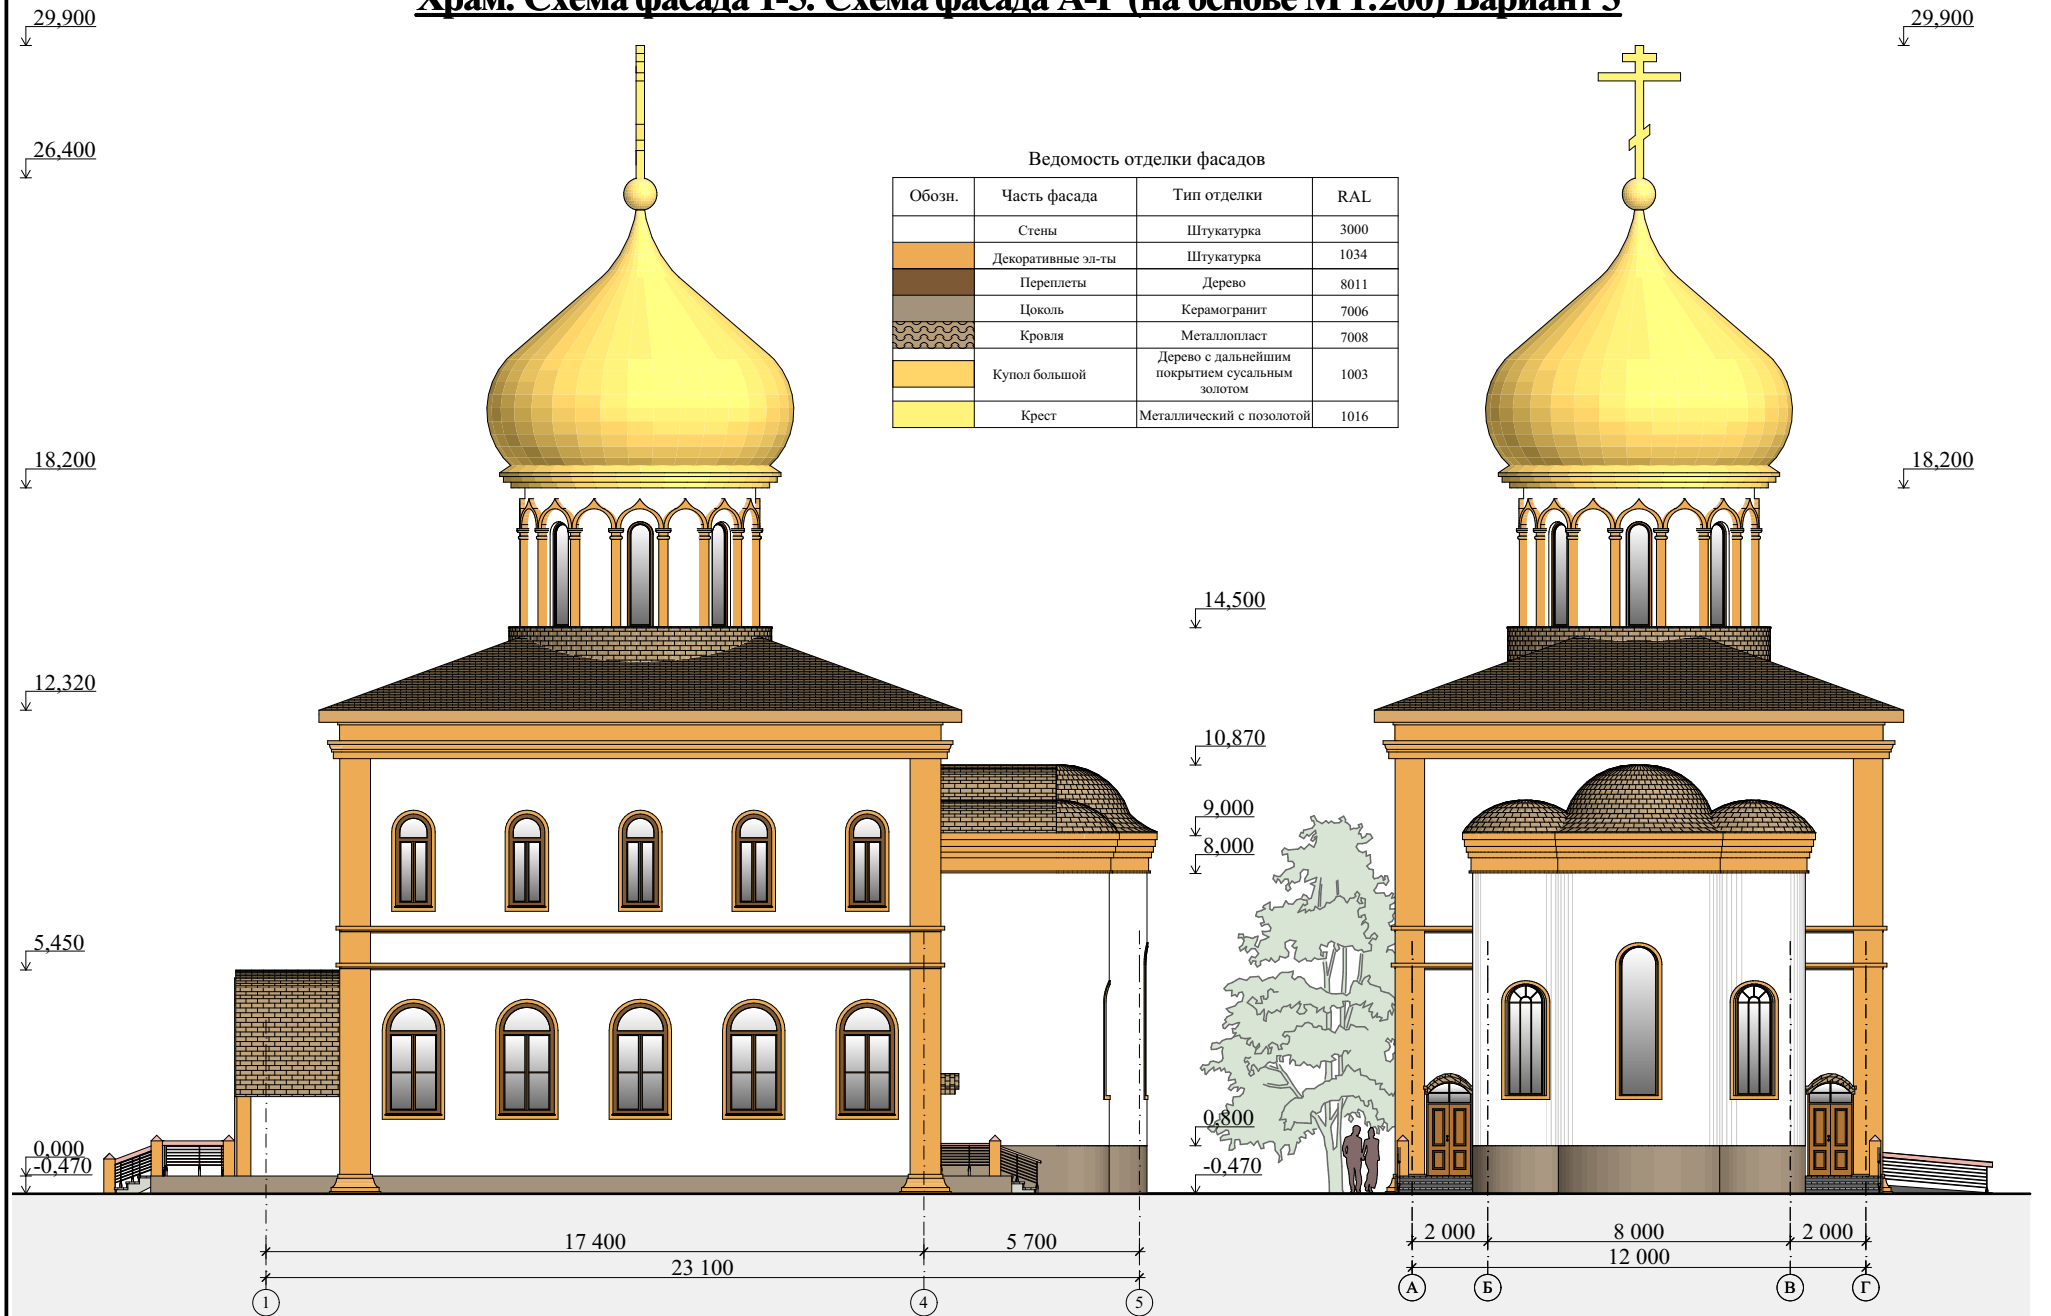 Храм. Схема фасада 1-5. Схема фасада А-Г (на основе М 1:200) Вариант 3
29,900
26,400
18,200
12,320
5,450
0,000
-0,470
Ведомость отделки фасадов
Обозн. Часть фасада Тип отделки RAL
Стены Штукатурка 3000
Декоративные эл-ты Штукатурка 1034
Переплеты Дерево 8011
Цоколь Керамогранит 7006
Кровля Металлопласт 7008
Купол большой Дерево с дальнейшим покрытием сусальным золотом 1003
Крест Металлический с позолотой 1016
14,500
10,870
9,000
8,000
0,800
-0,470
29,900
18,200
17 400
5 700
23 100
1
4
5
2 000
8 000
2 000
12 000
А
Б
В
Г